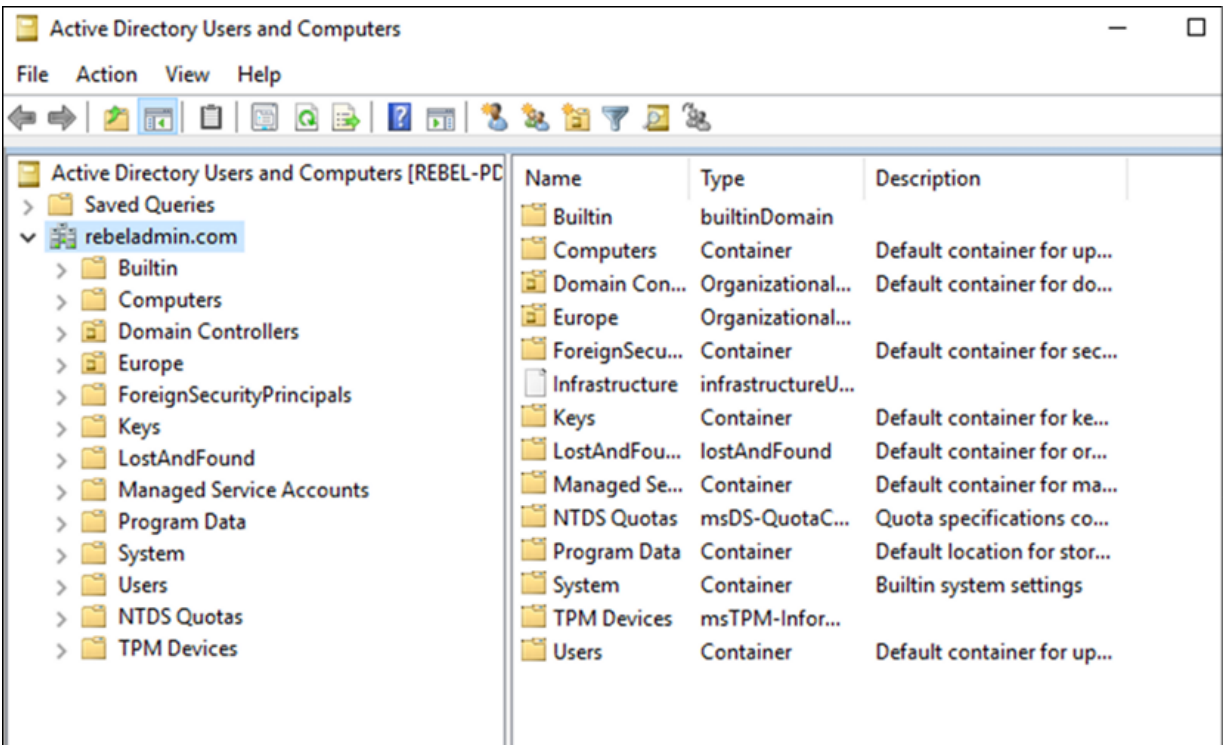 Active Directory Users and Computers
File Action View Help
Active Directory Users and Computers [REBEL-PD
Saved Queries
rebeladmin.com
Builtin
Computers
Domain Controllers
Europe
ForeignSecurityPrincipals
Keys
LostAndFound
Managed Service Accounts
Program Data
System
Users
NTDS Quotas
TPM Devices
Name Type Description
Builtin builtinDomain
Computers Container Default container for up...
Domain Con... Organizational... Default container for do...
Europe Organizational...
ForeignSecu... Container Default container for sec...
Infrastructure infrastructureU...
Keys Container Default container for ke...
LostAndFou... lostAndFound Default container for or...
Managed Se... Container Default container for ma...
NTDS Quotas msDS-QuotaC... Quota specifications co...
Program Data Container Default location for stor...
System Container Builtin system settings
TPM Devices msTPM-Infor...
Users Container Default container for up...